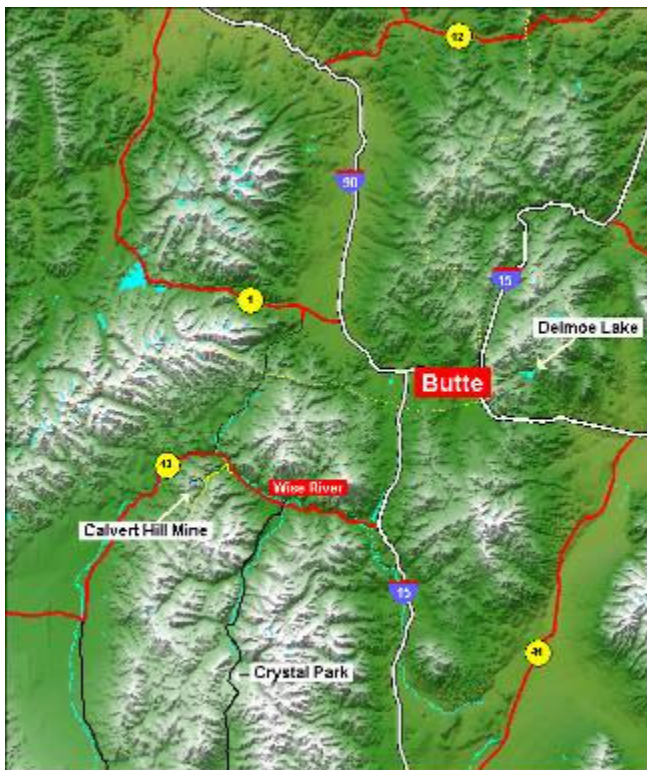 12
90
15
1
Delmoe Lake
Butte
43
Wise River
Calvert Hill Mine
15
41
Crystal Park